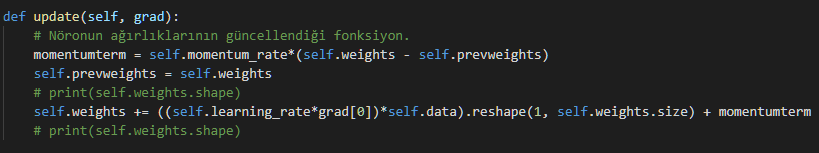 def update(self, grad):
    # Nöronun ağırlıklarının güncellendiği fonksiyon.
    momentumterm = self.momentum_rate*(self.weights - self.prevweights)
    self.prevweights = self.weights
    # print(self.weights.shape)
    self.weights += ((self.learning_rate*grad[0])*self.data).reshape(1, self.weights.size) + momentumterm
    # print(self.weights.shape)